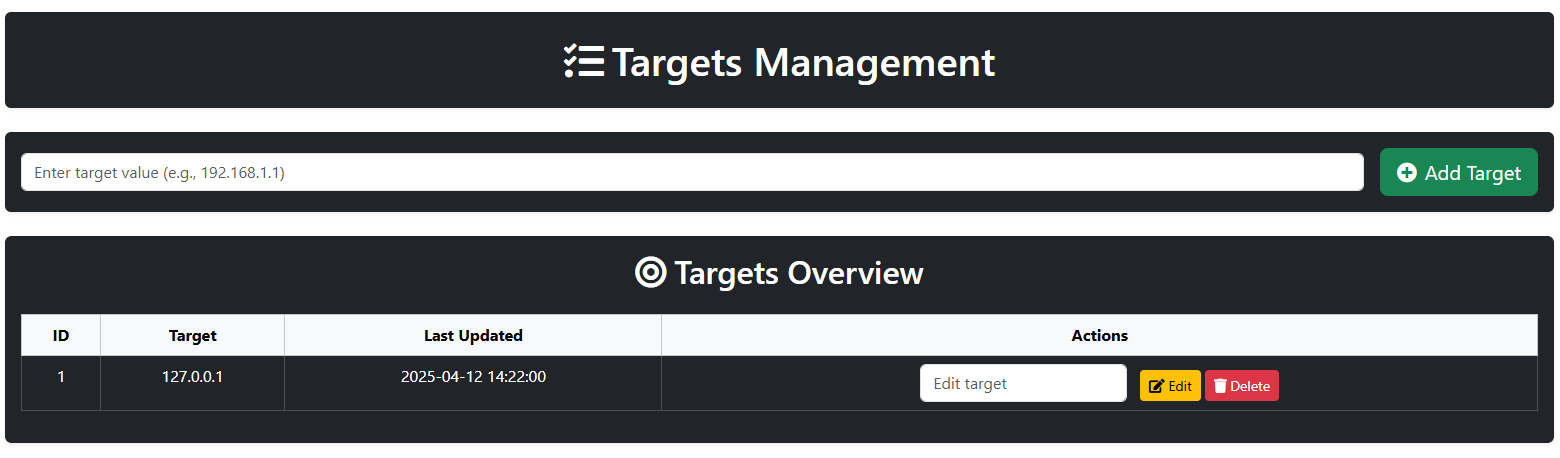 Targets Management
Enter target value (e.g., 192.168.1.1) Add Target
Targets Overview
ID Target Last Updated Actions
1 127.0.0.1 2025-04-12 14:22:00 Edit target Edit Delete